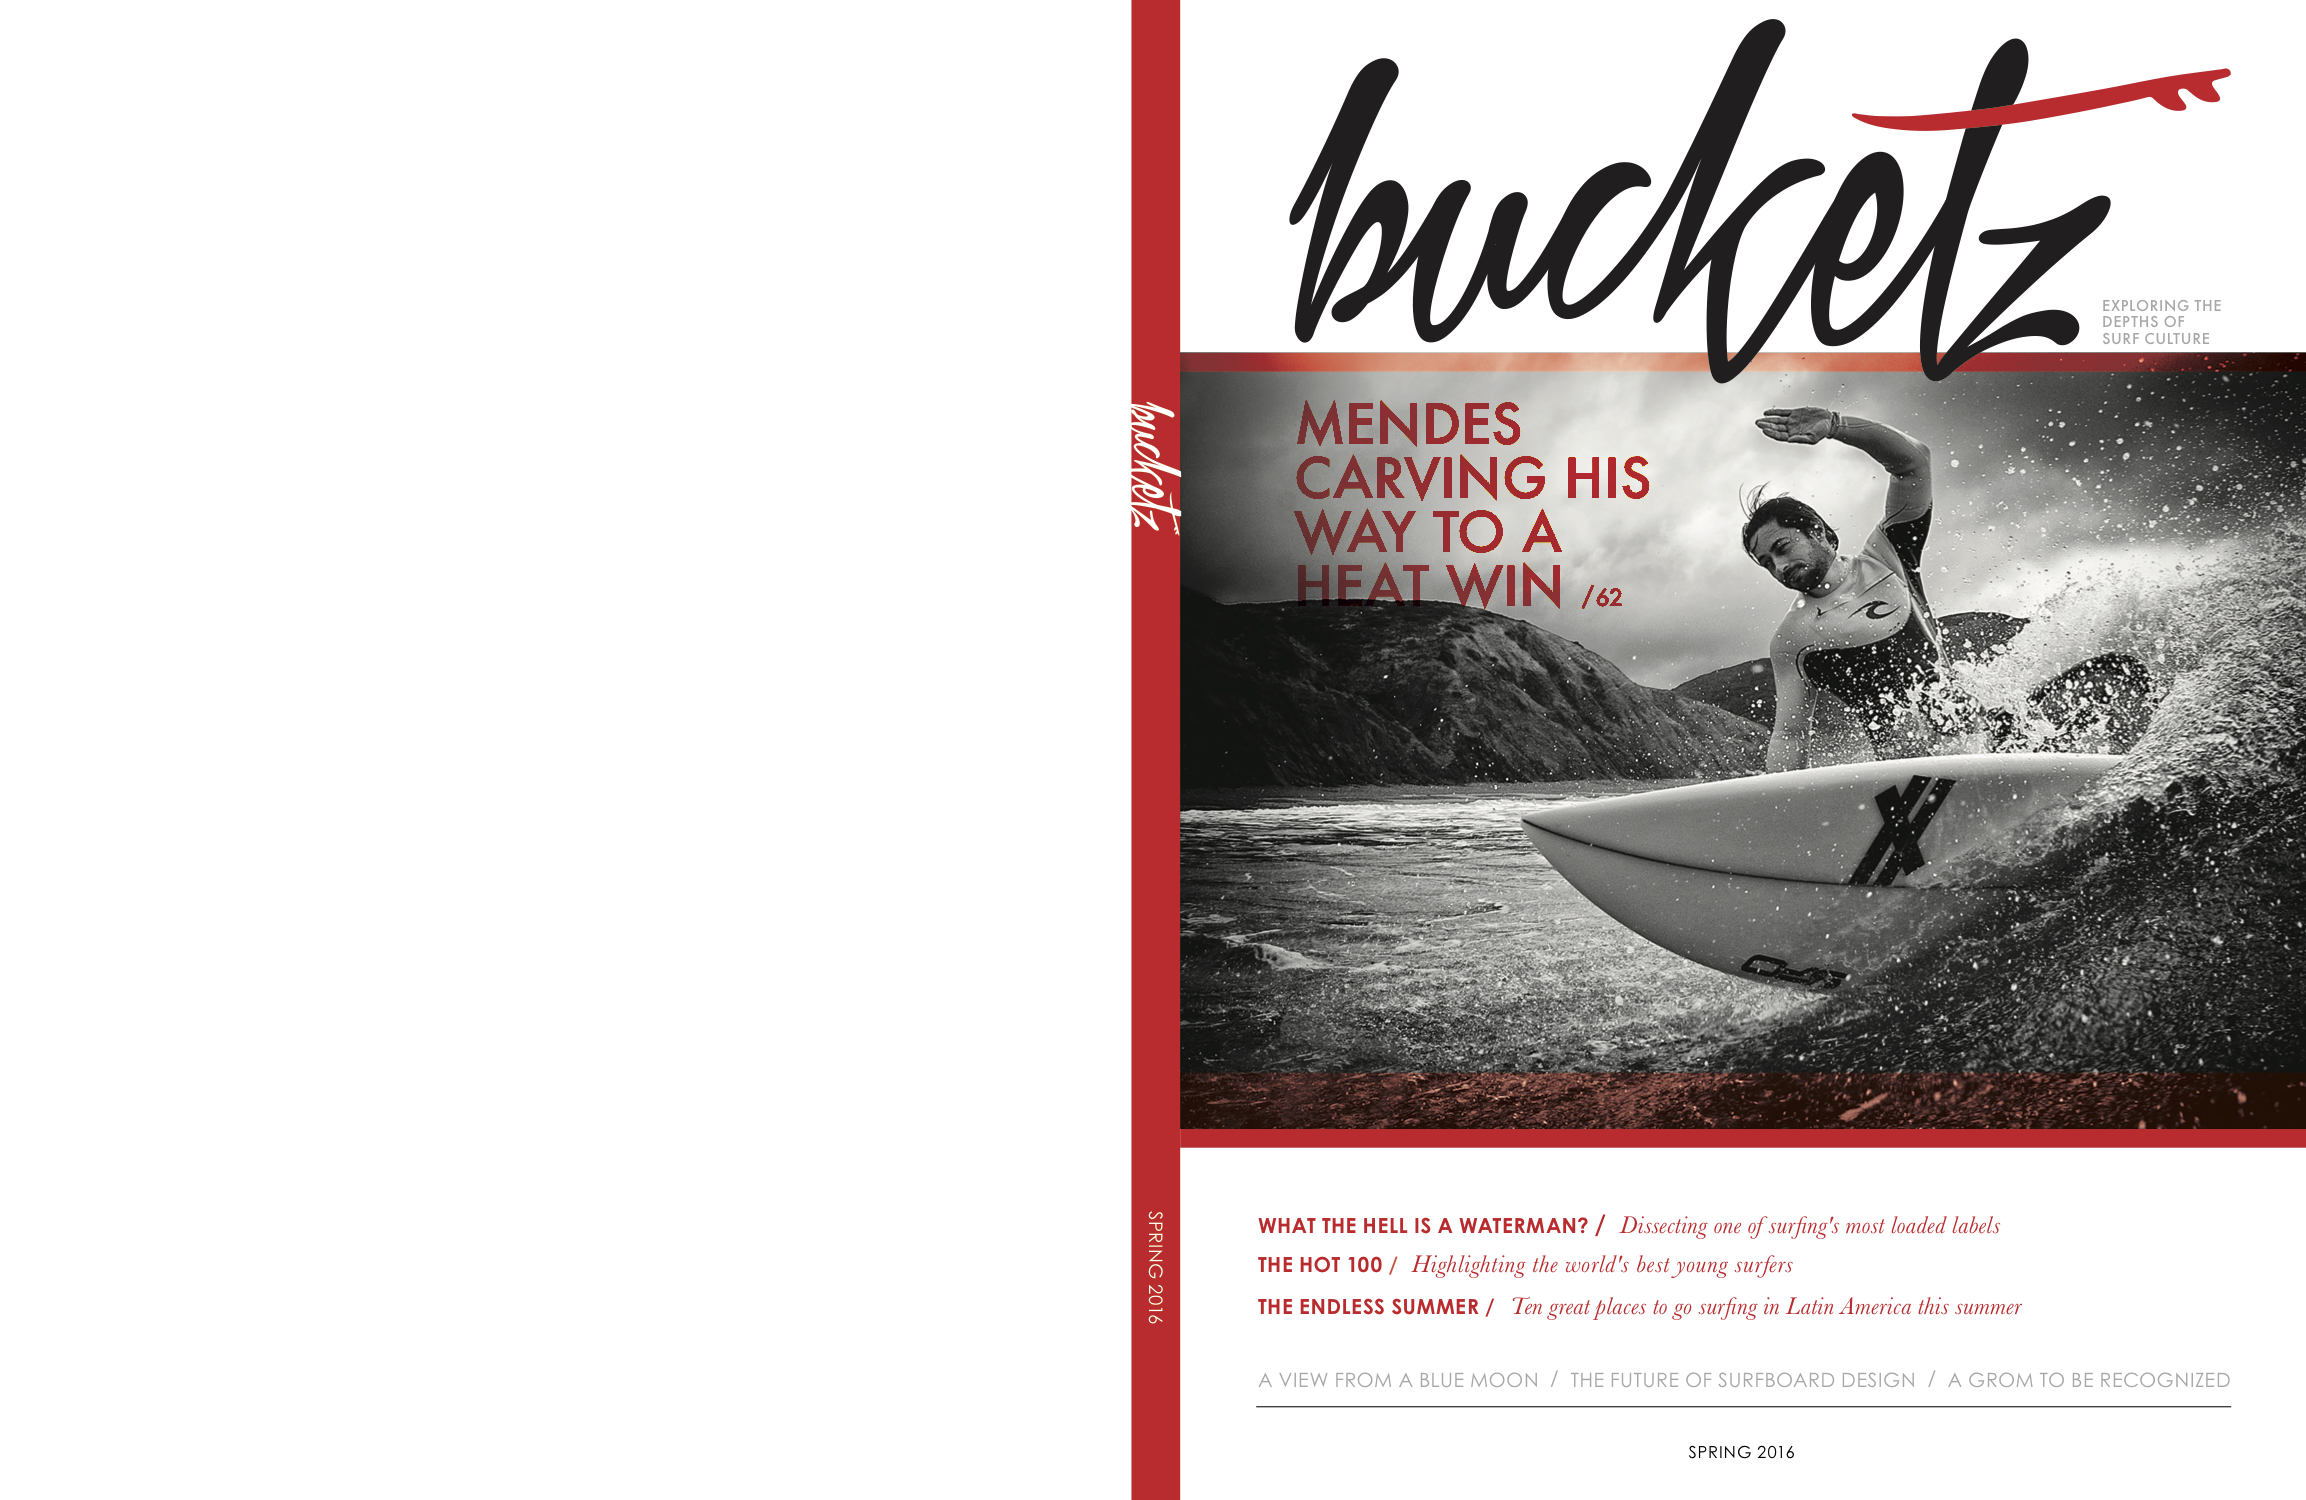 bucketz
SPRING 2016
bucketz
EXPLORING THE
DEPTHS OF
SURF CULTURE
MENDES
CARVING HIS
WAY TO A
HEAT WIN /62
WHAT THE HELL IS A WATERMAN? / Dissecting one of surfing's most loaded labels
THE HOT 100 / Highlighting the world's best young surfers
THE ENDLESS SUMMER / Ten great places to go surfing in Latin America this summer
A VIEW FROM A BLUE MOON / THE FUTURE OF SURFBOARD DESIGN / A GROM TO BE RECOGNIZED
SPRING 2016